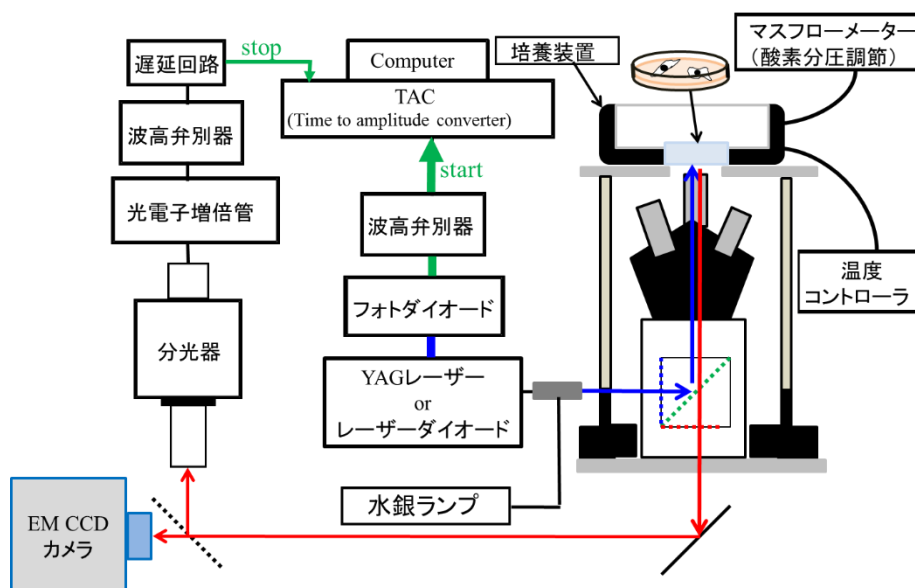 遅延回路
stop
波高弁別器
光電子増倍管
分光器
EM CCD
カメラ
Computer
TAC
(Time to amplitude converter)
start
波高弁別器
フォトダイオード
YAGレーザー
or
レーザーダイオード
水銀ランプ
培養装置
マスフローメーター
（酸素分圧調節）
温度
コントローラ